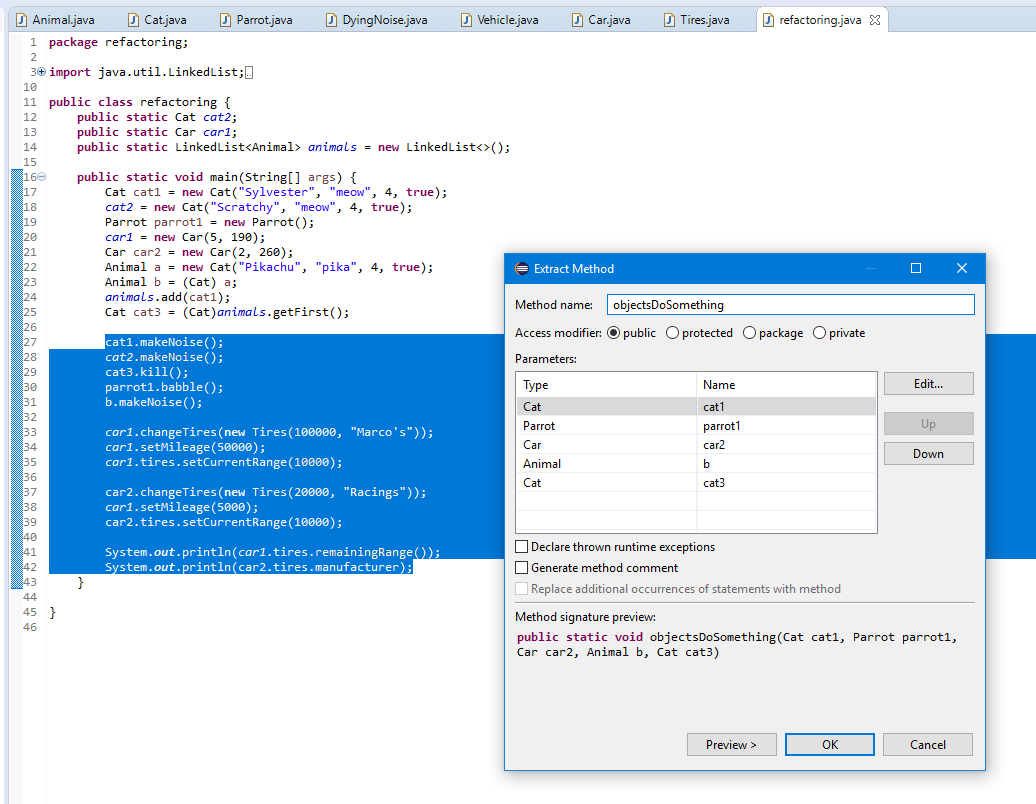 Animal.java Cat.java Parrot.java DyingNoise.java Vehicle.java Car.java Tires.java refactoring.java
1 package refactoring;
2
3 import java.util.LinkedList;
10
11 public class refactoring {
12 public static Cat cat2;
13 public static Car car1;
14 public static LinkedList<Animal> animals = new LinkedList<>();
15
16 public static void main(String[] args) {
17 Cat cat1 = new Cat("Sylvester", "meow", 4, true);
18 cat2 = new Cat("Scratchy", "meow", 4, true);
19 Parrot parrot1 = new Parrot();
20 car1 = new Car(5, 190);
21 Car car2 = new Car(2, 260);
22 Animal a = new Cat("Pikachu", "pika", 4, true);
23 Animal b = (Cat) a;
24 animals.add(cat1);
25 Cat cat3 = (Cat)animals.getFirst();
26
27 cat1.makeNoise();
28 cat2.makeNoise();
29 cat3.kill();
30 parrot1.babble();
31 b.makeNoise();
32
33 car1.changeTires(new Tires(100000, "Marco's"));
34 car1.setMileage(50000);
35 car1.tires.setCurrentRange(10000);
36
37 car2.changeTires(new Tires(20000, "Racings"));
38 car1.setMileage(5000);
39 car2.tires.setCurrentRange(10000);
40
41 System.out.println(car1.tires.remainingRange());
42 System.out.println(car2.tires.manufacturer);
43 }
44
45 }
46
Extract Method
Method name: objectsDoSomething
Access modifier: public protected package private
Parameters:
Type Name
Cat cat1
Parrot parrot1
Car car2
Animal b
Cat cat3
Edit...
Up
Down
Declare thrown runtime exceptions
Generate method comment
Replace additional occurrences of statements with method
Method signature preview:
public static void objectsDoSomething(Cat cat1, Parrot parrot1,
Car car2, Animal b, Cat cat3)
Preview > OK Cancel